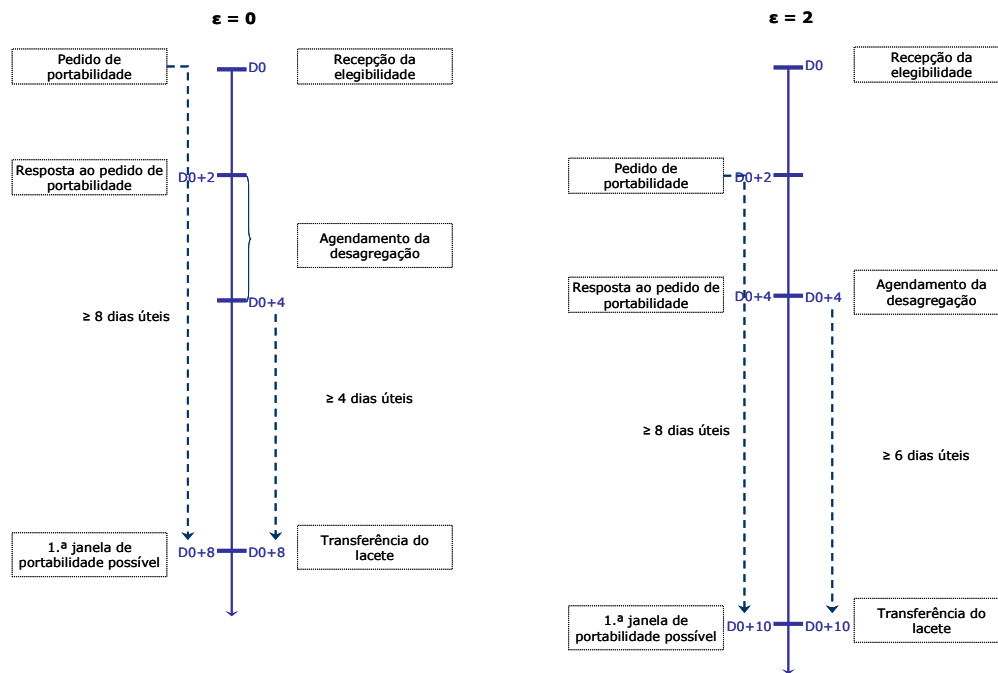 ε = 0
Pedido de
portabilidade
D0
Recepção da
elegibilidade
Resposta ao pedido de
portabilidade
D0+2
Agendamento da
desagregação
D0+4
≥ 8 dias úteis
≥ 4 dias úteis
1.ª janela de
portabilidade possível
D0+8
D0+8
Transferência do
lacete
ε = 2
D0
Recepção da
elegibilidade
Pedido de
portabilidade
D0+2
Resposta ao pedido de
portabilidade
D0+4
D0+4
Agendamento da
desagregação
≥ 8 dias úteis
≥ 6 dias úteis
1.ª janela de
portabilidade possível
D0+10
D0+10
Transferência do
lacete